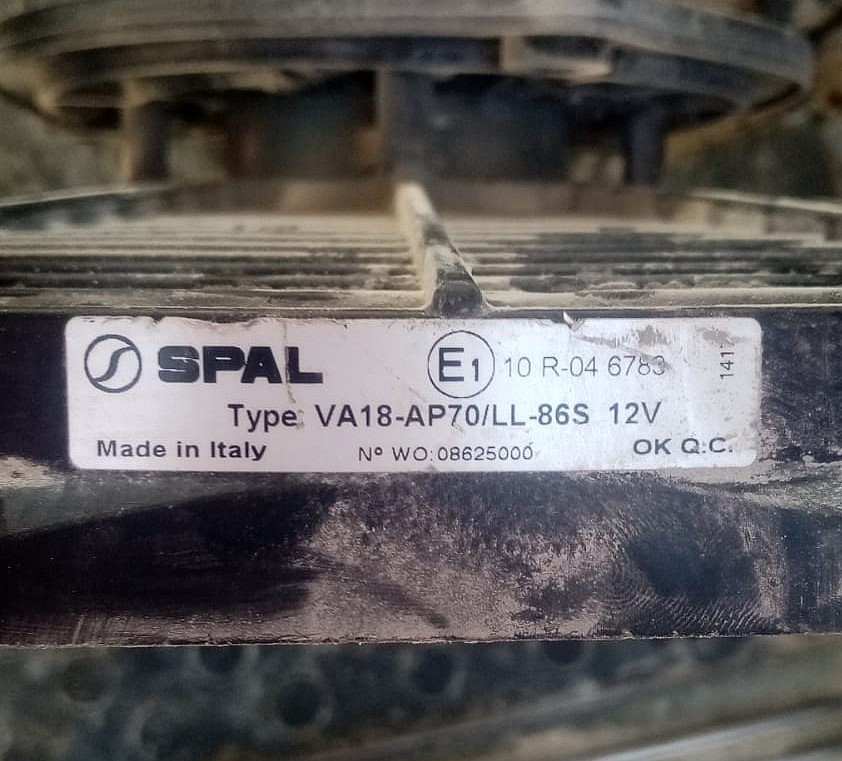 SPAL E1 10 R-04 6783
Type: VA18-AP70/LL-86S 12V
Made in Italy Nº WO: 08625000 OK Q.C.
1417